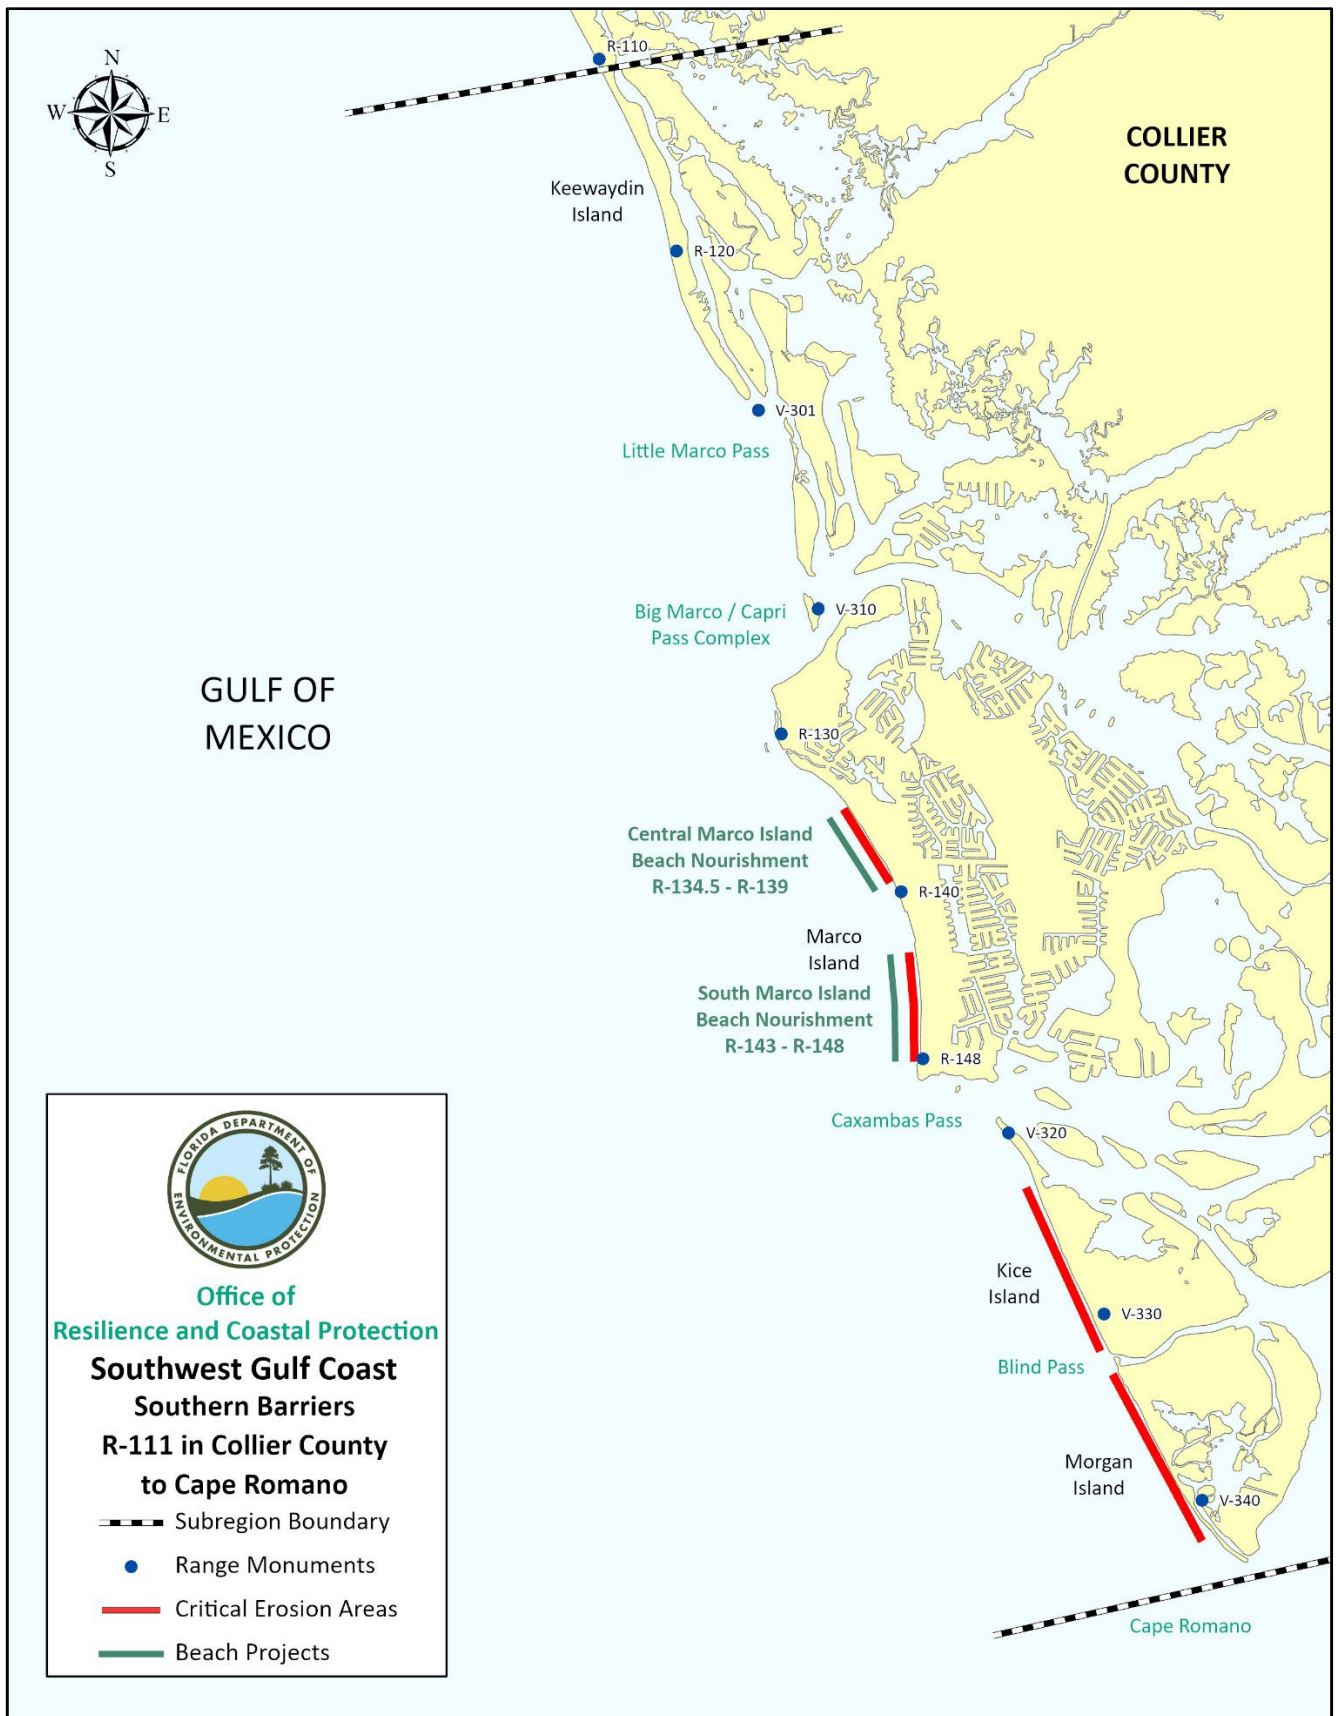 R-110
N
W
E
S
COLLIER
COUNTY
Keewaydin
Island
R-120
V-301
Little Marco Pass
Big Marco / Capri
Pass Complex
V-310
GULF OF
MEXICO
R-130
Central Marco Island
Beach Nourishment
R-134.5 - R-139
R-140
Marco
Island
South Marco Island
Beach Nourishment
R-143 - R-148
R-148
Caxambas Pass
V-320
Kice
Island
V-330
Blind Pass
Morgan
Island
V-340
Cape Romano
FLORIDA DEPARTMENT OF
ENVIRONMENTAL PROTECTION
Office of
Resilience and Coastal Protection
Southwest Gulf Coast
Southern Barriers
R-111 in Collier County
to Cape Romano
Subregion Boundary
Range Monuments
Critical Erosion Areas
Beach Projects